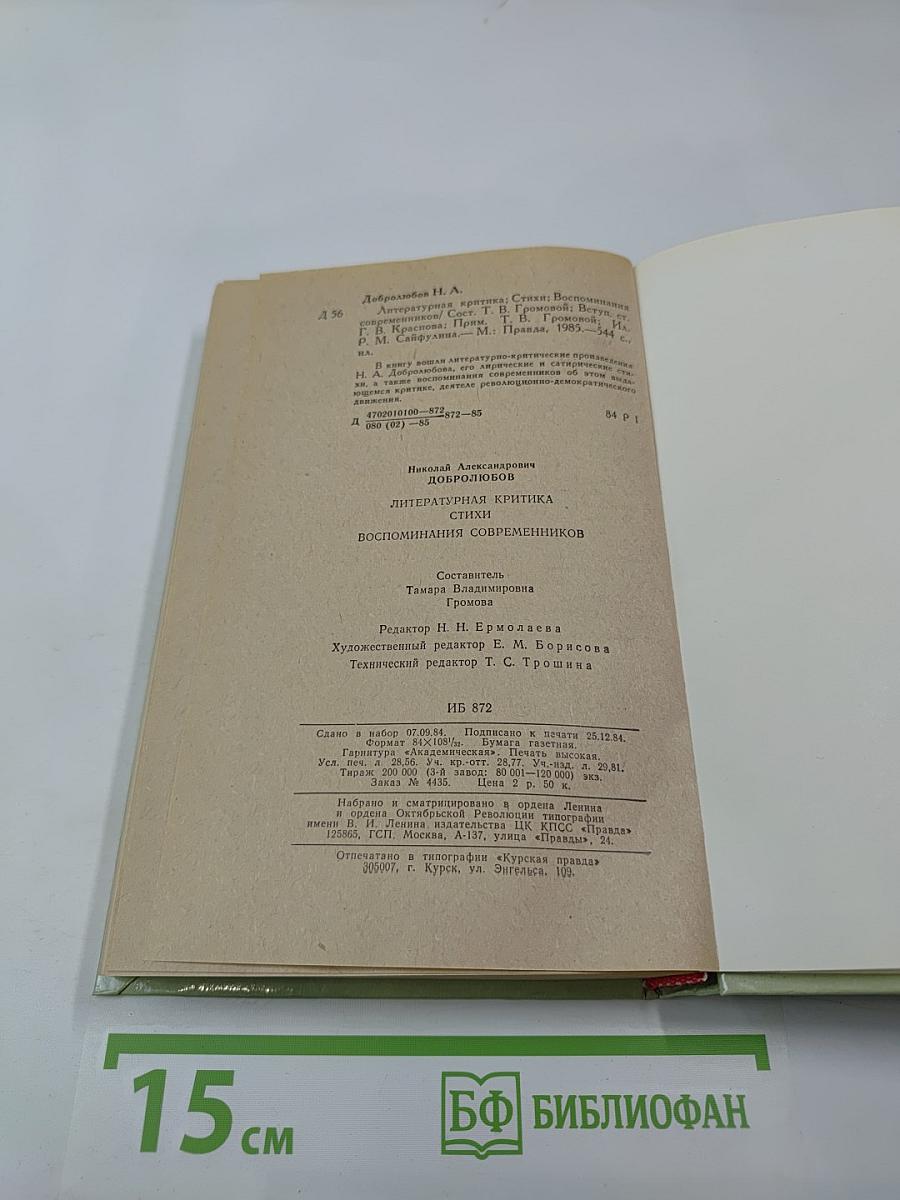 Добролюбов Н. А.
Д 56 Литературная критика; Стихи; Воспоминания
современников/ Сост. Т. В. Громовой; Вступ. ст.
Г. В. Краснова; Прим. Т. В. Громовой; Ил.
Р. М. Сайфулина.— М.: Правда, 1985.—544 с.,
ил.
В книгу вошли литературно-критические произведения
Н. А. Добролюбова, его лирические и сатирические сти-
хи, а также воспоминания современников об этом выда-
ющемся критике, деятеле революционно-демократического
движения.
Д 4702010100—872 872—85 84 Р 1
080 (02) —85
Николай Александрович
ДОБРОЛЮБОВ
ЛИТЕРАТУРНАЯ КРИТИКА
СТИХИ
ВОСПОМИНАНИЯ СОВРЕМЕННИКОВ
Составитель
Тамара Владимировна
Громова
Редактор Н. Н. Ермолаева
Художественный редактор Е. М. Борисова
Технический редактор Т. С. Трошина
ИБ 872
Сдано в набор 07.09.84. Подписано к печати 25.12.84.
Формат 84×108¹/₃₂. Бумага газетная.
Гарнитура «Академическая». Печать высокая.
Усл. печ. л 28,56. Уч. кр.-отт. 28,77. Уч.-изд. л. 29,81.
Тираж 200 000 (3-й завод: 80 001—120 000) экз.
Заказ № 4435. Цена 2 р. 50 к.
Набрано и сматрицировано в ордена Ленина
и ордена Октябрьской Революции типографии
имени В. И. Ленина издательства ЦК КПСС «Правда»
125865, ГСП, Москва, А-137, улица «Правды», 24.
Отпечатано в типографии «Курская правда»
305007, г. Курск, ул. Энгельса, 109.
15 см
БФ БИБЛИОФАН